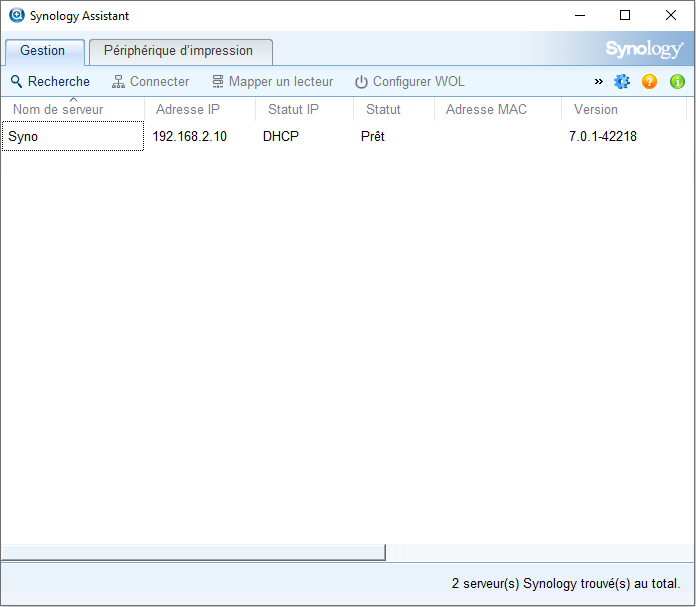 Synology Assistant
Gestion Périphérique d'impression Synology
Recherche Connecter Mapper un lecteur Configurer WOL »
Nom de serveur Adresse IP Statut IP Statut Adresse MAC Version
Syno 192.168.2.10 DHCP Prêt 7.0.1-42218
2 serveur(s) Synology trouvé(s) au total.